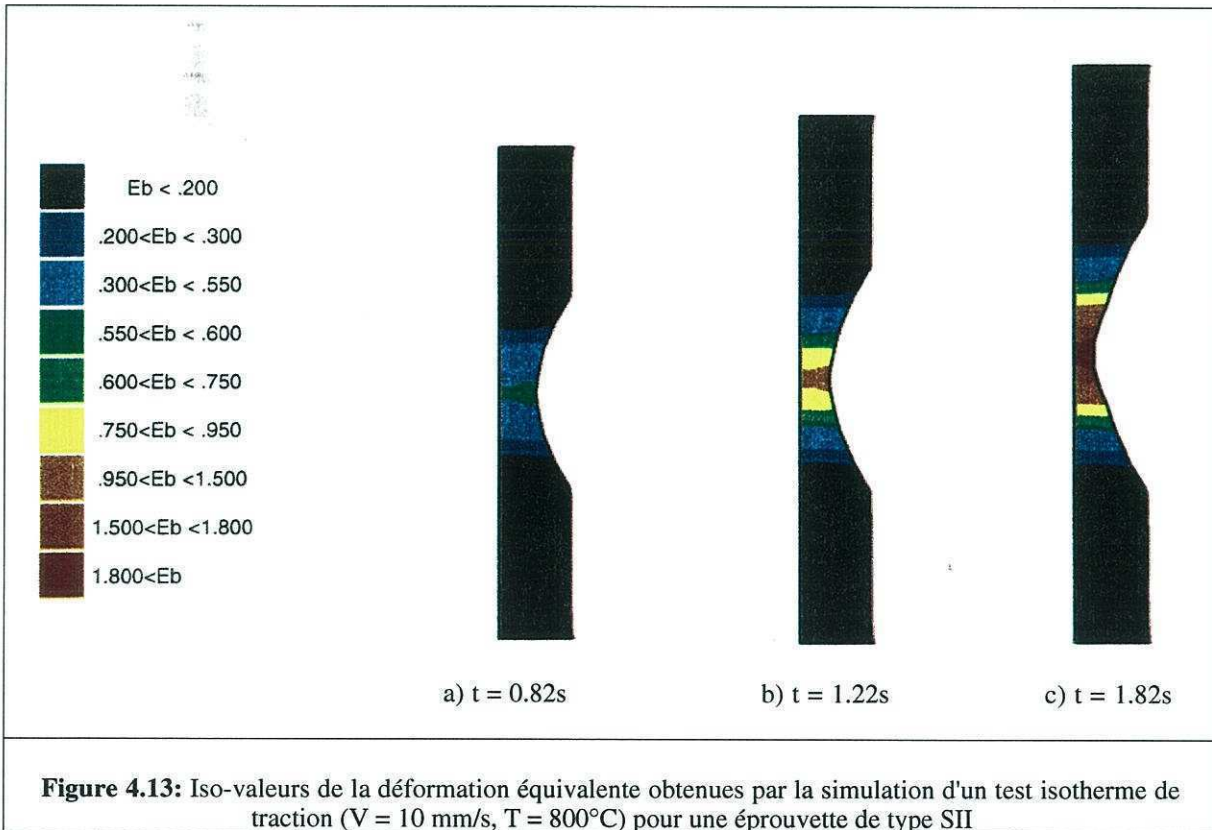 Eb < .200
.200<Eb < .300
.300<Eb < .550
.550<Eb < .600
.600<Eb < .750
.750<Eb < .950
.950<Eb <1.500
1.500<Eb <1.800
1.800<Eb
a) t = 0.82s
b) t = 1.22s
c) t = 1.82s
Figure 4.13: Iso-valeurs de la déformation équivalente obtenues par la simulation d'un test isotherme de
traction (V = 10 mm/s, T = 800°C) pour une éprouvette de type SII